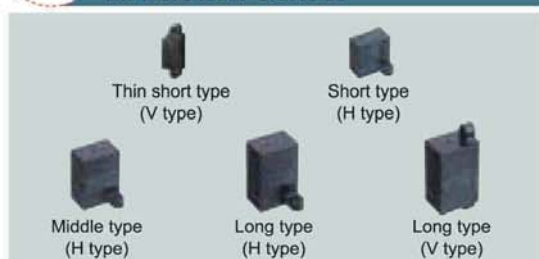 Thin short type
(V type)
Short type
(H type)
Middle type
(H type)
Long type
(H type)
Long type
(V type)